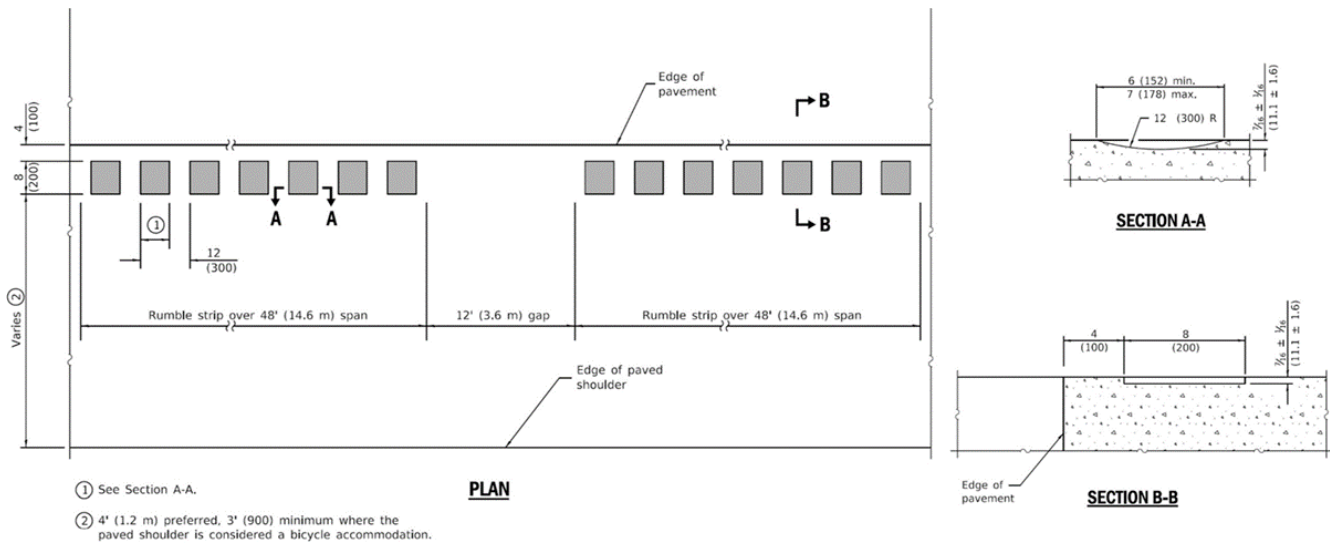 Edge of
pavement
B
4
(100)
8
(200)
A A
B
①
12
(300)
Varies ②
Rumble strip over 48' (14.6 m) span
12' (3.6 m) gap
Rumble strip over 48' (14.6 m) span
Edge of paved
shoulder
① See Section A-A.
② 4' (1.2 m) preferred, 3' (900) minimum where the
paved shoulder is considered a bicycle accommodation.
PLAN
6 (152) min.
7 (178) max.
12 (300) R
7⁄16 ± 1⁄16
(11.1 ± 1.6)
SECTION A-A
4
(100)
8
(200)
7⁄16 ± 1⁄16
(11.1 ± 1.6)
Edge of
pavement
SECTION B-B